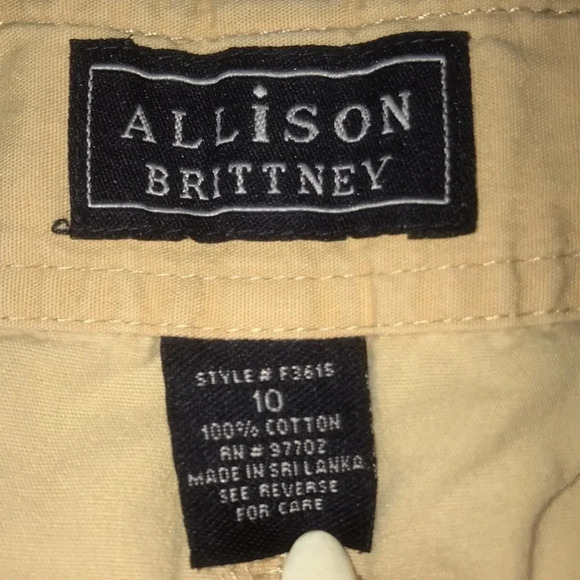 ALLiSON
BRITTNEY
STYLE# F3615
10
100% COTTON
RN# 97702
MADE IN SRI LANKA
SEE REVERSE
FOR CARE